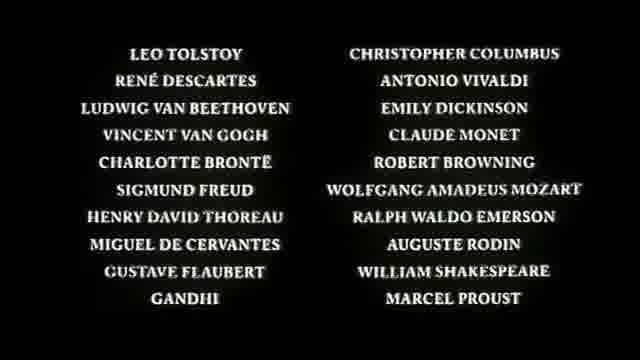 LEO TOLSTOY
RENÉ DESCARTES
LUDWIG VAN BEETHOVEN
VINCENT VAN GOGH
CHARLOTTE BRONTË
SIGMUND FREUD
HENRY DAVID THOREAU
MIGUEL DE CERVANTES
GUSTAVE FLAUBERT
GANDHI
CHRISTOPHER COLUMBUS
ANTONIO VIVALDI
EMILY DICKINSON
CLAUDE MONET
ROBERT BROWNING
WOLFGANG AMADEUS MOZART
RALPH WALDO EMERSON
AUGUSTE RODIN
WILLIAM SHAKESPEARE
MARCEL PROUST